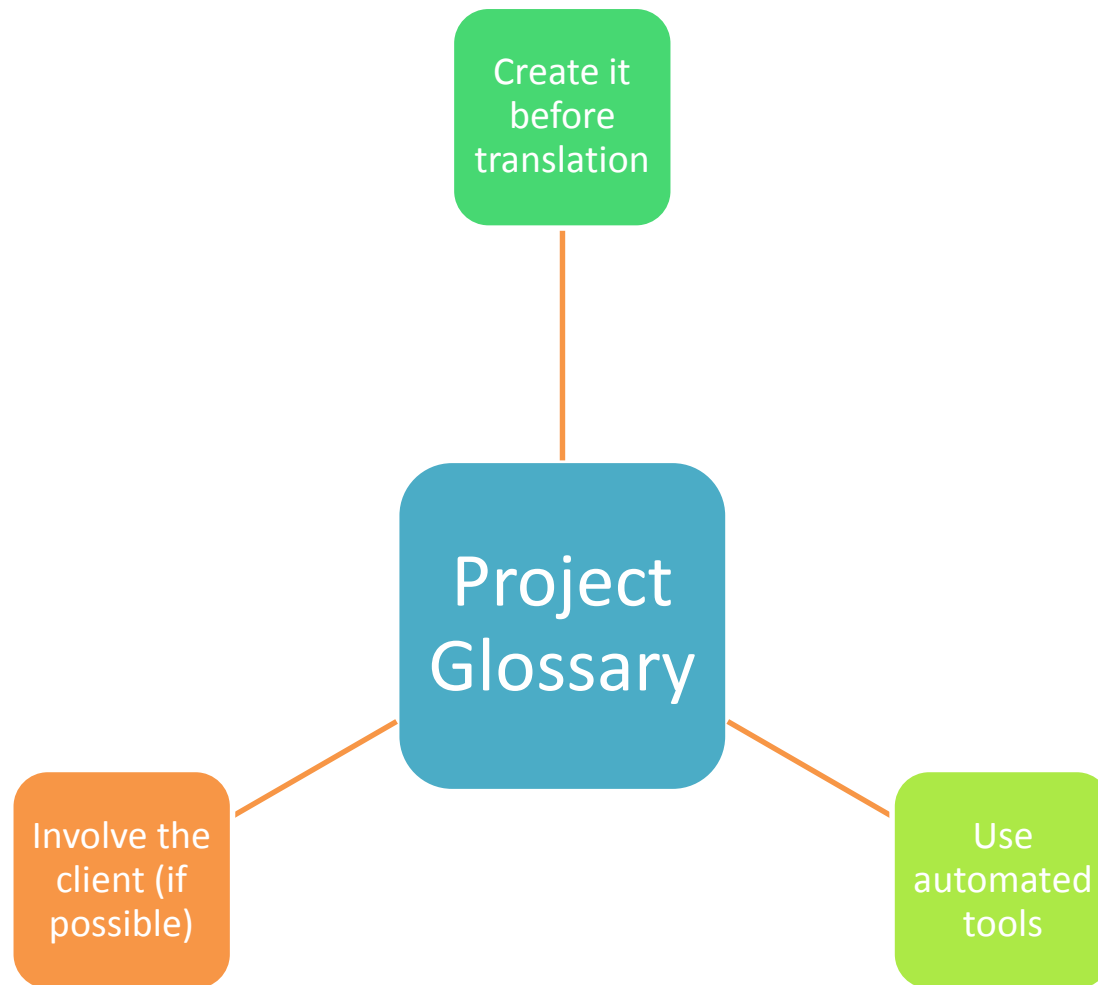 Create it
before
translation
Project
Glossary
Involve the
client (if
possible)
Use
automated
tools